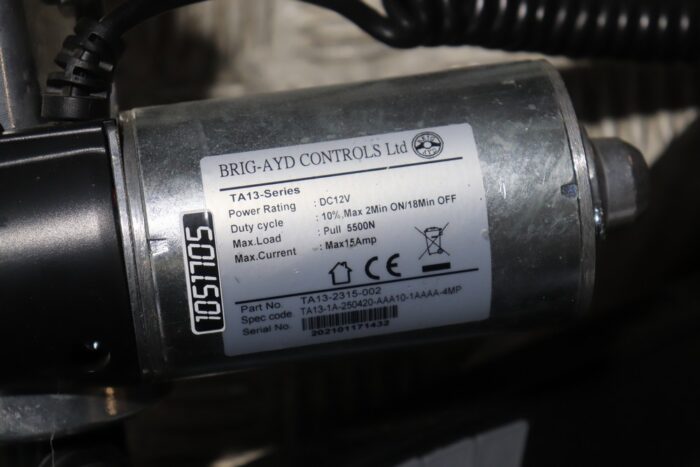 BRIG-AYD CONTROLS Ltd
TA13-Series
Power Rating : DC12V
Duty cycle : 10%, Max 2Min ON/18Min OFF
Max.Load : Pull 5500N
Max.Current : Max15Amp
CE
Part No. TA13-2315-002
Spec code. TA13-1A-250420-AAA10-1AAAA-4MP
Serial No.
202101171432
1051705